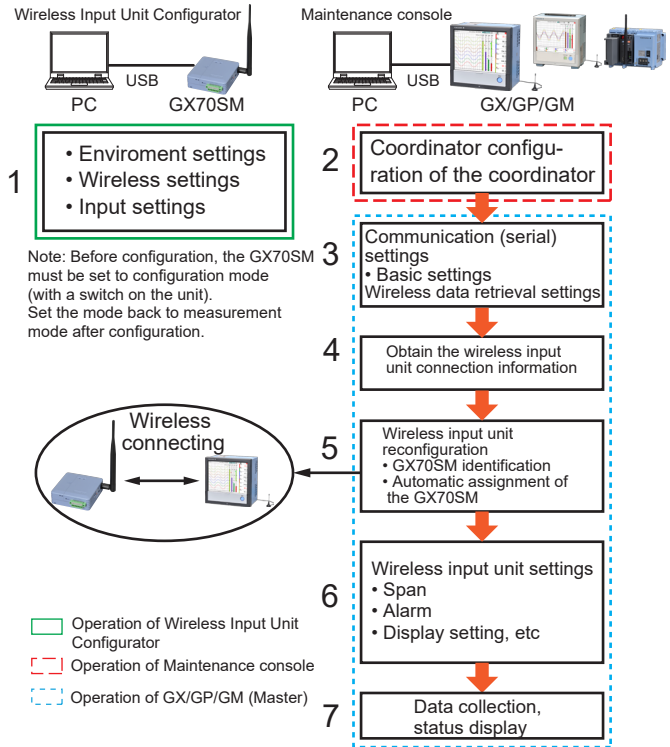 Wireless Input Unit Configurator
USB
PC
GX70SM
1
• Enviroment settings
• Wireless settings
• Input settings
Note: Before configuration, the GX70SM
must be set to configuration mode
(with a switch on the unit).
Set the mode back to measurement
mode after configuration.
Maintenance console
USB
PC
GX/GP/GM
2
Coordinator configu-
ration of the coordinator
3
Communication (serial)
settings
• Basic settings
Wireless data retrieval settings
4
Obtain the wireless input
unit connection information
5
Wireless input unit
reconfiguration
• GX70SM identification
• Automatic assignment of
the GX70SM
Wireless
connecting
6
Wireless input unit settings
• Span
• Alarm
• Display setting, etc
7
Data collection,
status display
Operation of Wireless Input Unit
Configurator
Operation of Maintenance console
Operation of GX/GP/GM (Master)